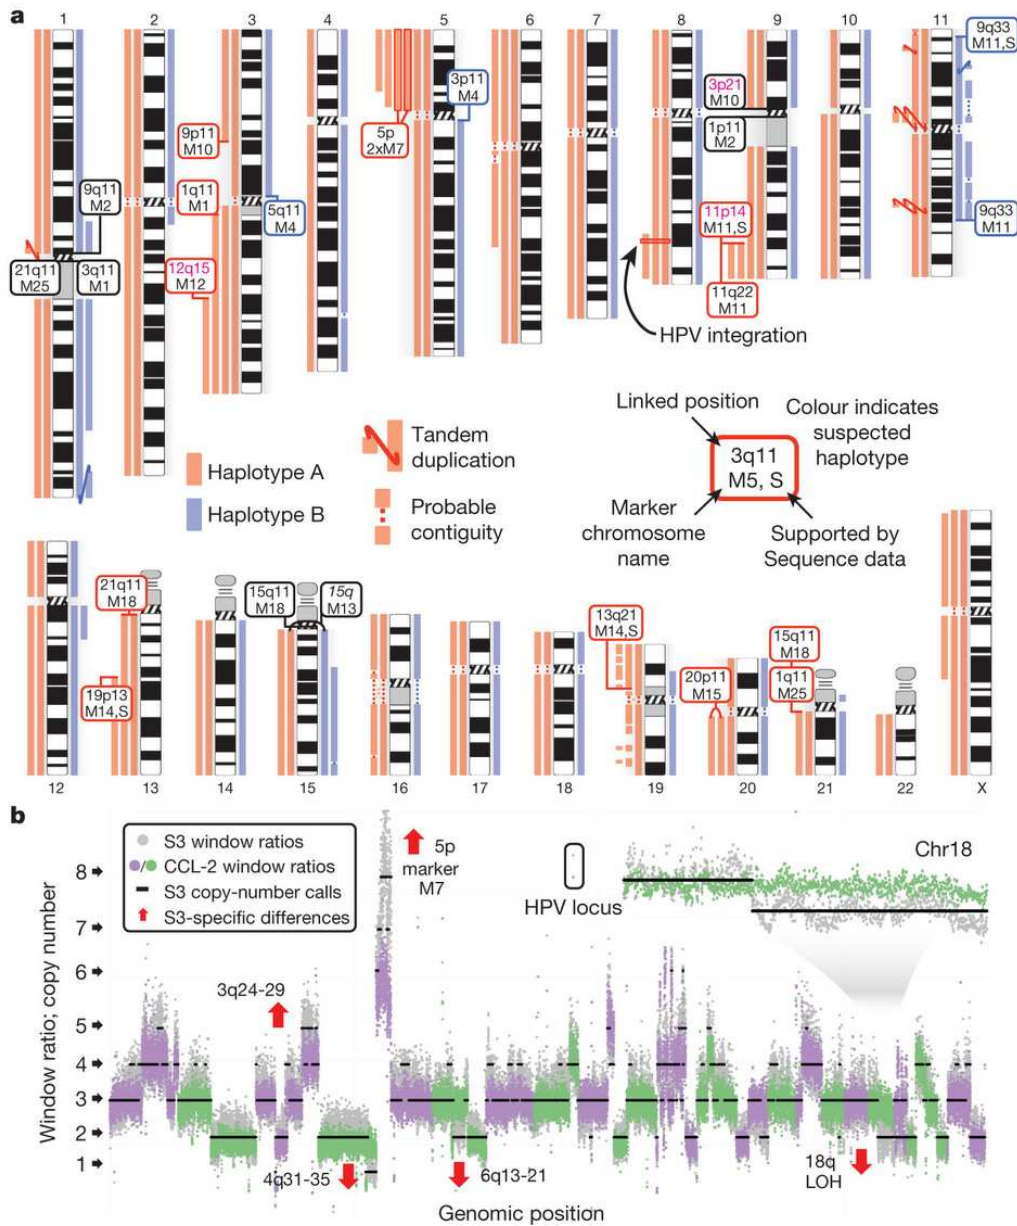 a
1 2 3 4 5 6 7 8 9 10 11
9q33
M11,S
3p11
M4
3p21
M10
9p11
M10
5p
2xM7
1p11
M2
9q11
M2
1q11
M1
5q11
M4
11p14
M11,S
9q33
M11
21q11
M25
3q11
M1
12q15
M12
11q22
M11
HPV integration
Linked position
Colour indicates
suspected
haplotype
Tandem
duplication
3q11
M5, S
Haplotype A
Haplotype B
Probable
contiguity
Marker
chromosome
name
Supported by
Sequence data
21q11
M18
15q11
M18
15q
M13
13q21
M14,S
15q11
M18
19p13
M14,S
20p11
M15
1q11
M25
12 13 14 15 16 17 18 19 20 21 22 X
b
S3 window ratios
CCL-2 window ratios
S3 copy-number calls
S3-specific differences
5p
marker
M7
HPV locus
Chr18
Window ratio; copy number
8
7
6
5
4
3
2
1
3q24-29
4q31-35
6q13-21
18q
LOH
Genomic position